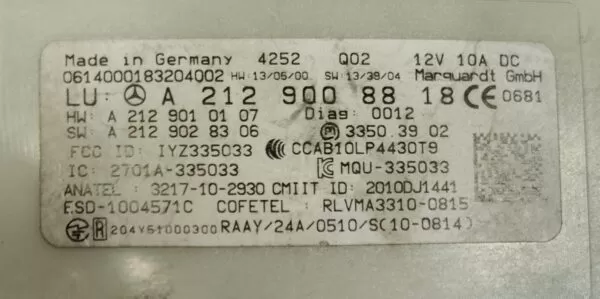 Made in Germany 4252 Q02 12V 10A DC
0614000183204002 HW:13/05/00 SW:13/38/04 Marquardt GmbH
LU: A 212 900 88 18 CE 0681
HW: A 212 901 01 07 Diag: 0012
SW: A 212 902 83 06 3350.3902
FCC ID: IYZ335033 CCAB10LP4430T9
IC: 2701A-335033 MQU-335033
ANATEL: 3217-10-2930 CMIIT ID: 2010DJ1441
ESD-1004571C COFETEL: RLVMA3310-0815
R 204V61000300 RAAY/24A/0510/S(10-0814)